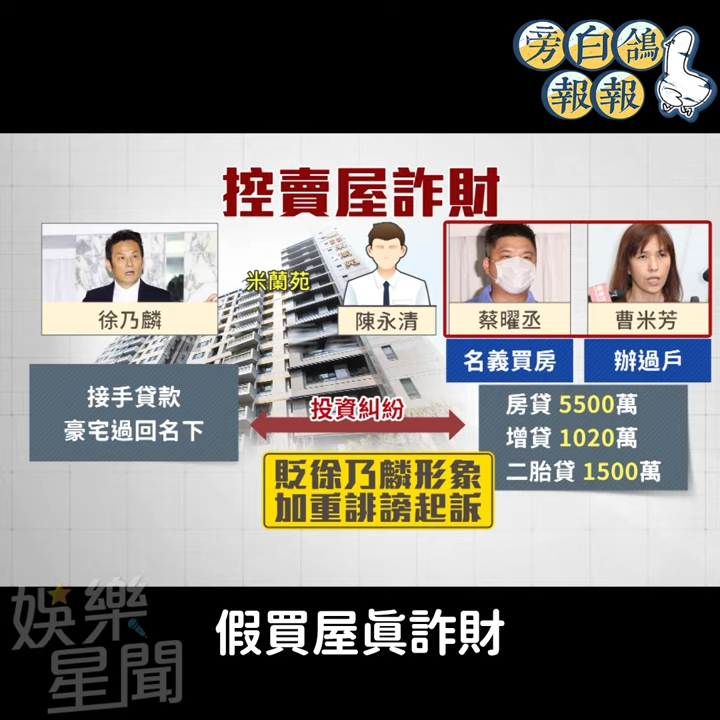 旁白鴿
報報
控賣屋詐財
徐乃麟
米蘭苑
陳永清
蔡曜丞
曹米芳
名義買房
辦過戶
接手貸款
豪宅過回名下
投資糾紛
房貸 5500萬
增貸 1020萬
二胎貸 1500萬
貶徐乃麟形象
加重誹謗起訴
娛樂
星聞
假買屋真詐財